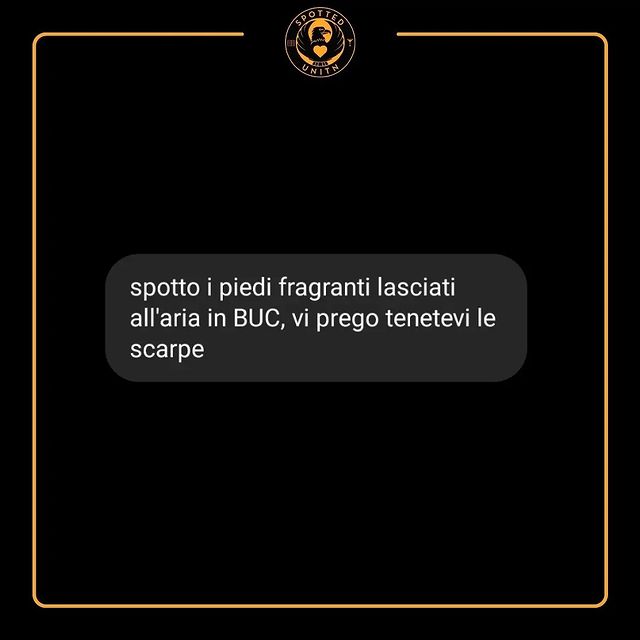 SPOTTED
UNITN
spotto i piedi fragranti lasciati
all'aria in BUC, vi prego tenetevi le
scarpe